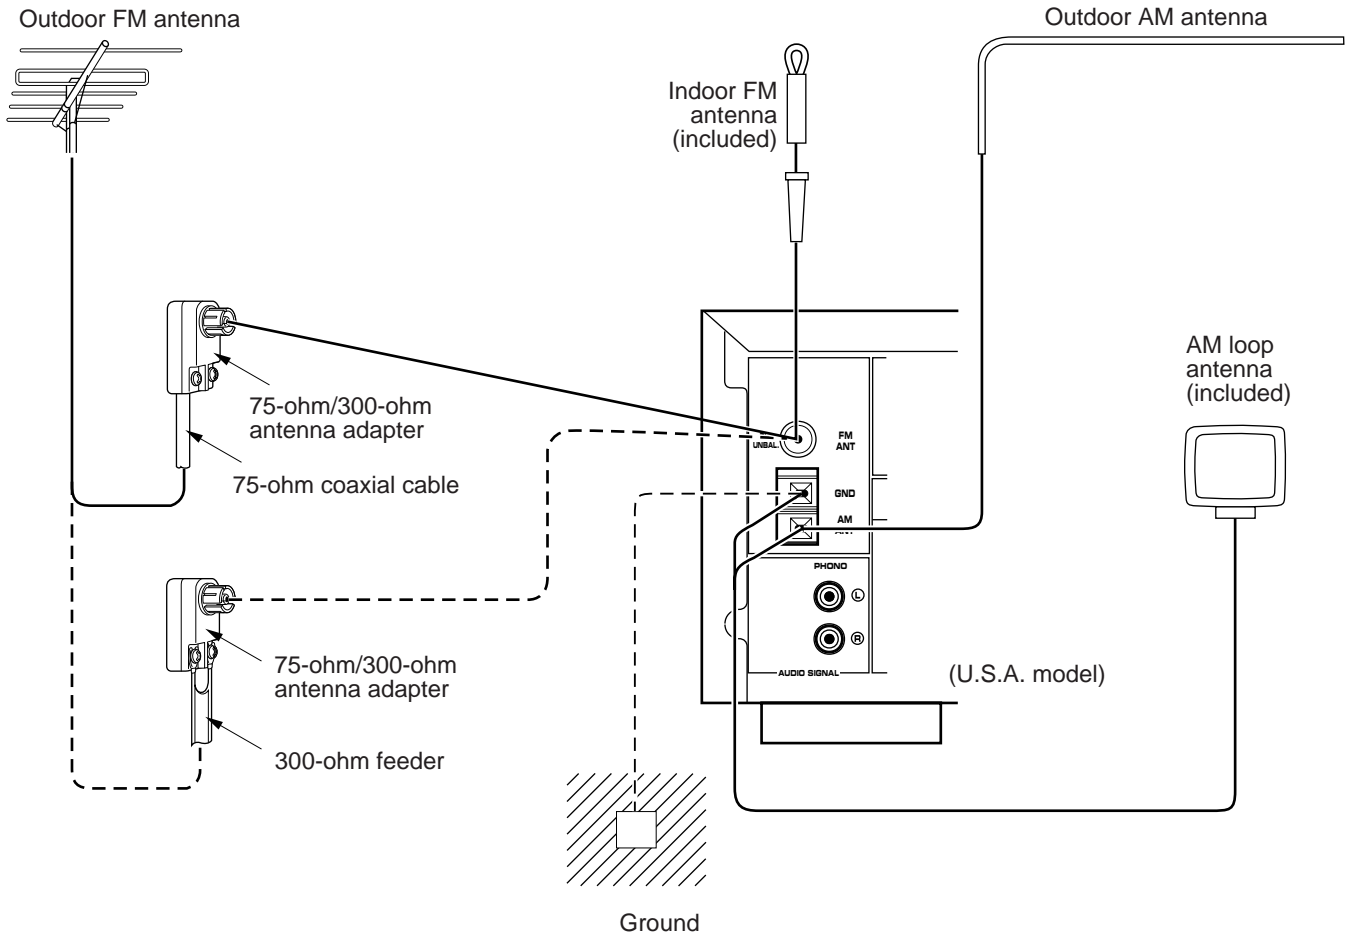 Outdoor FM antenna
Outdoor AM antenna
Indoor FM
antenna
(included)
AM loop
antenna
(included)
75-ohm/300-ohm
antenna adapter
75-ohm coaxial cable
UNBAL.
FM
ANT
GND
AM
ANT
PHONO
L
R
AUDIO SIGNAL
(U.S.A. model)
75-ohm/300-ohm
antenna adapter
300-ohm feeder
Ground